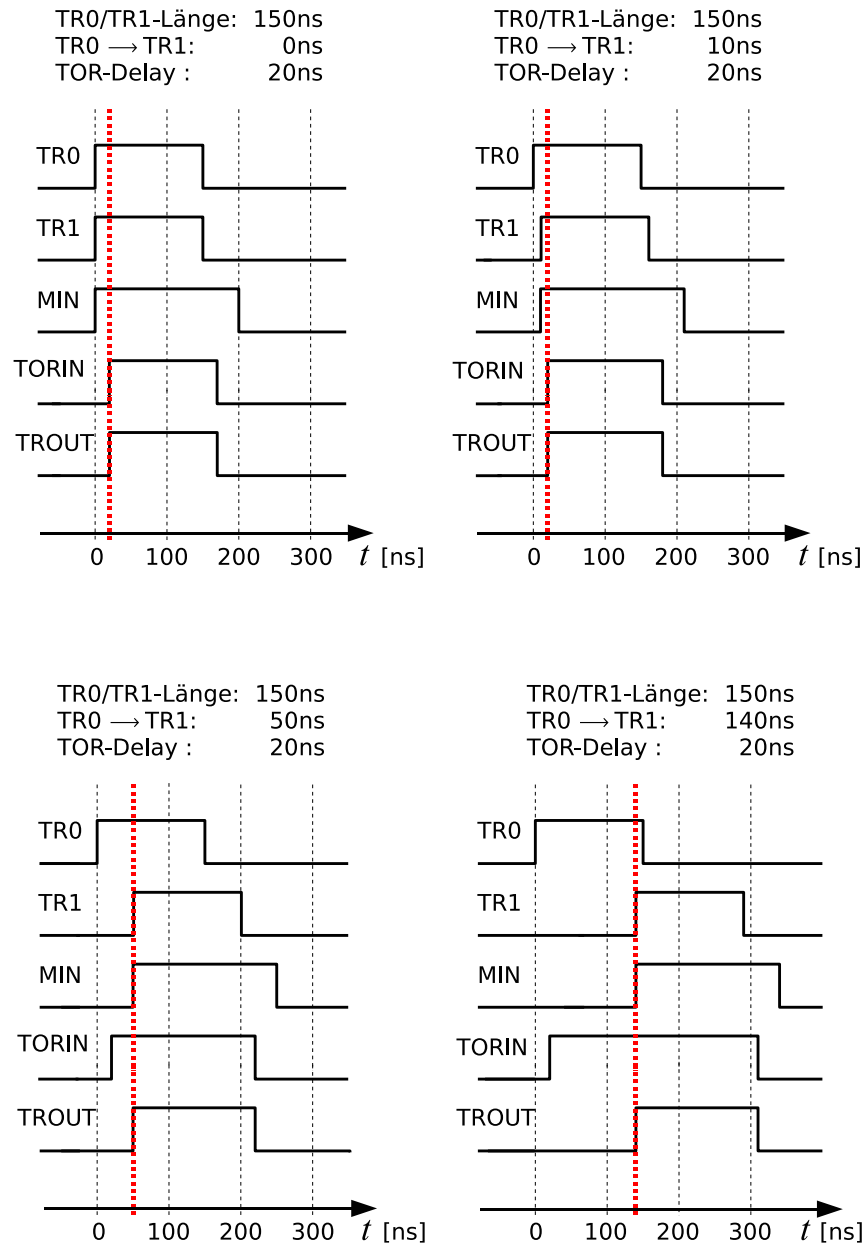 TR0/TR1-Länge: 150ns
TR0 → TR1: 0ns
TOR-Delay : 20ns
TR0
TR1
MIN
TORIN
TROUT
0 100 200 300 t [ns]
TR0/TR1-Länge: 150ns
TR0 → TR1: 10ns
TOR-Delay : 20ns
TR0
TR1
MIN
TORIN
TROUT
0 100 200 300 t [ns]
TR0/TR1-Länge: 150ns
TR0 → TR1: 50ns
TOR-Delay : 20ns
TR0
TR1
MIN
TORIN
TROUT
0 100 200 300 t [ns]
TR0/TR1-Länge: 150ns
TR0 → TR1: 140ns
TOR-Delay : 20ns
TR0
TR1
MIN
TORIN
TROUT
0 100 200 300 t [ns]